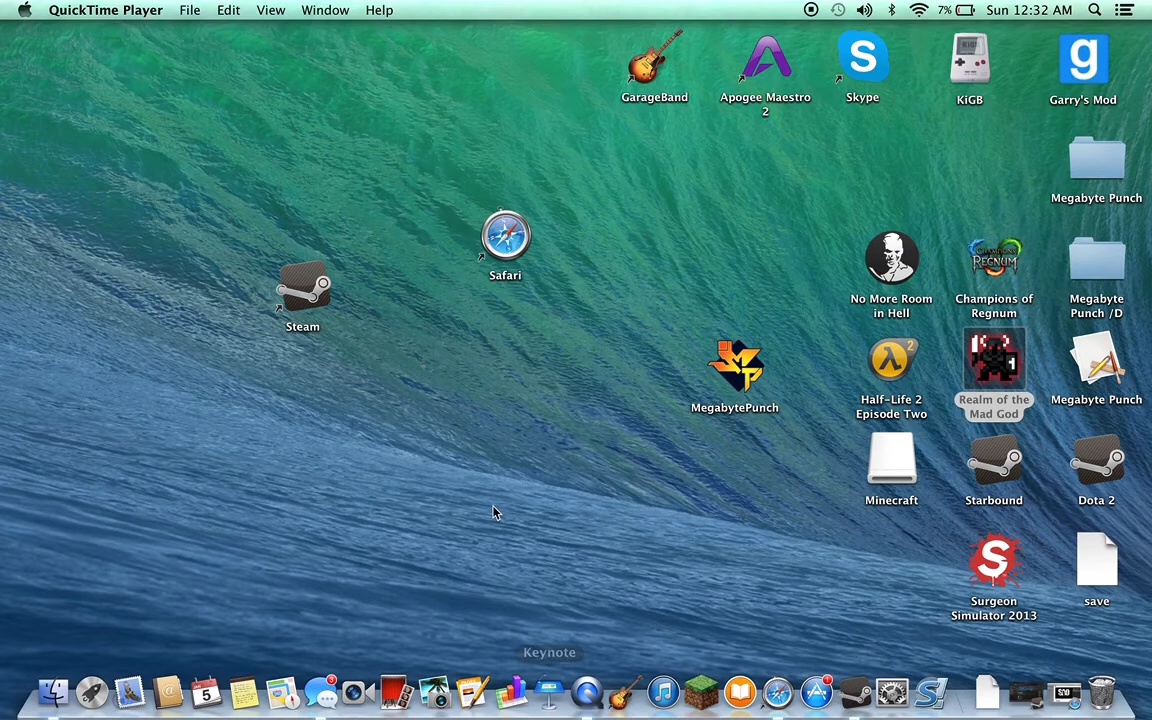 QuickTime Player File Edit View Window Help 7% Sun 12:32 AM
GarageBand
Apogee Maestro
2
Skype
KiGB
Garry's Mod
Megabyte Punch
Safari
Steam
No More Room
in Hell
Champions of
Regnum
Megabyte
Punch /D
MegabytePunch
Half-Life 2
Episode Two
Realm of the
Mad God
Megabyte Punch
Minecraft
Starbound
Dota 2
Surgeon
Simulator 2013
save
Keynote